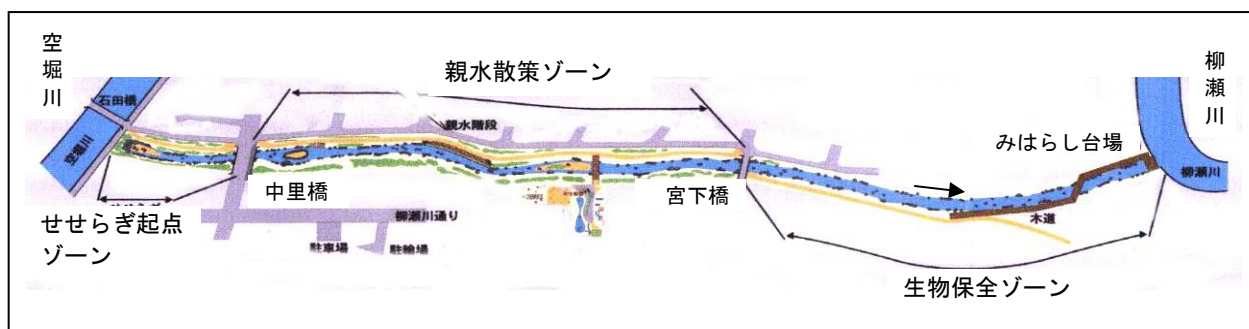 空堀川
柳瀬川
親水散策ゾーン
石田橋
親水階段
空堀川
みはらし台場
柳瀬川
中里橋
宮下橋
せせらぎ起点
ゾーン
柳瀬川通り
木道
駐車場
駐輪場
生物保全ゾーン